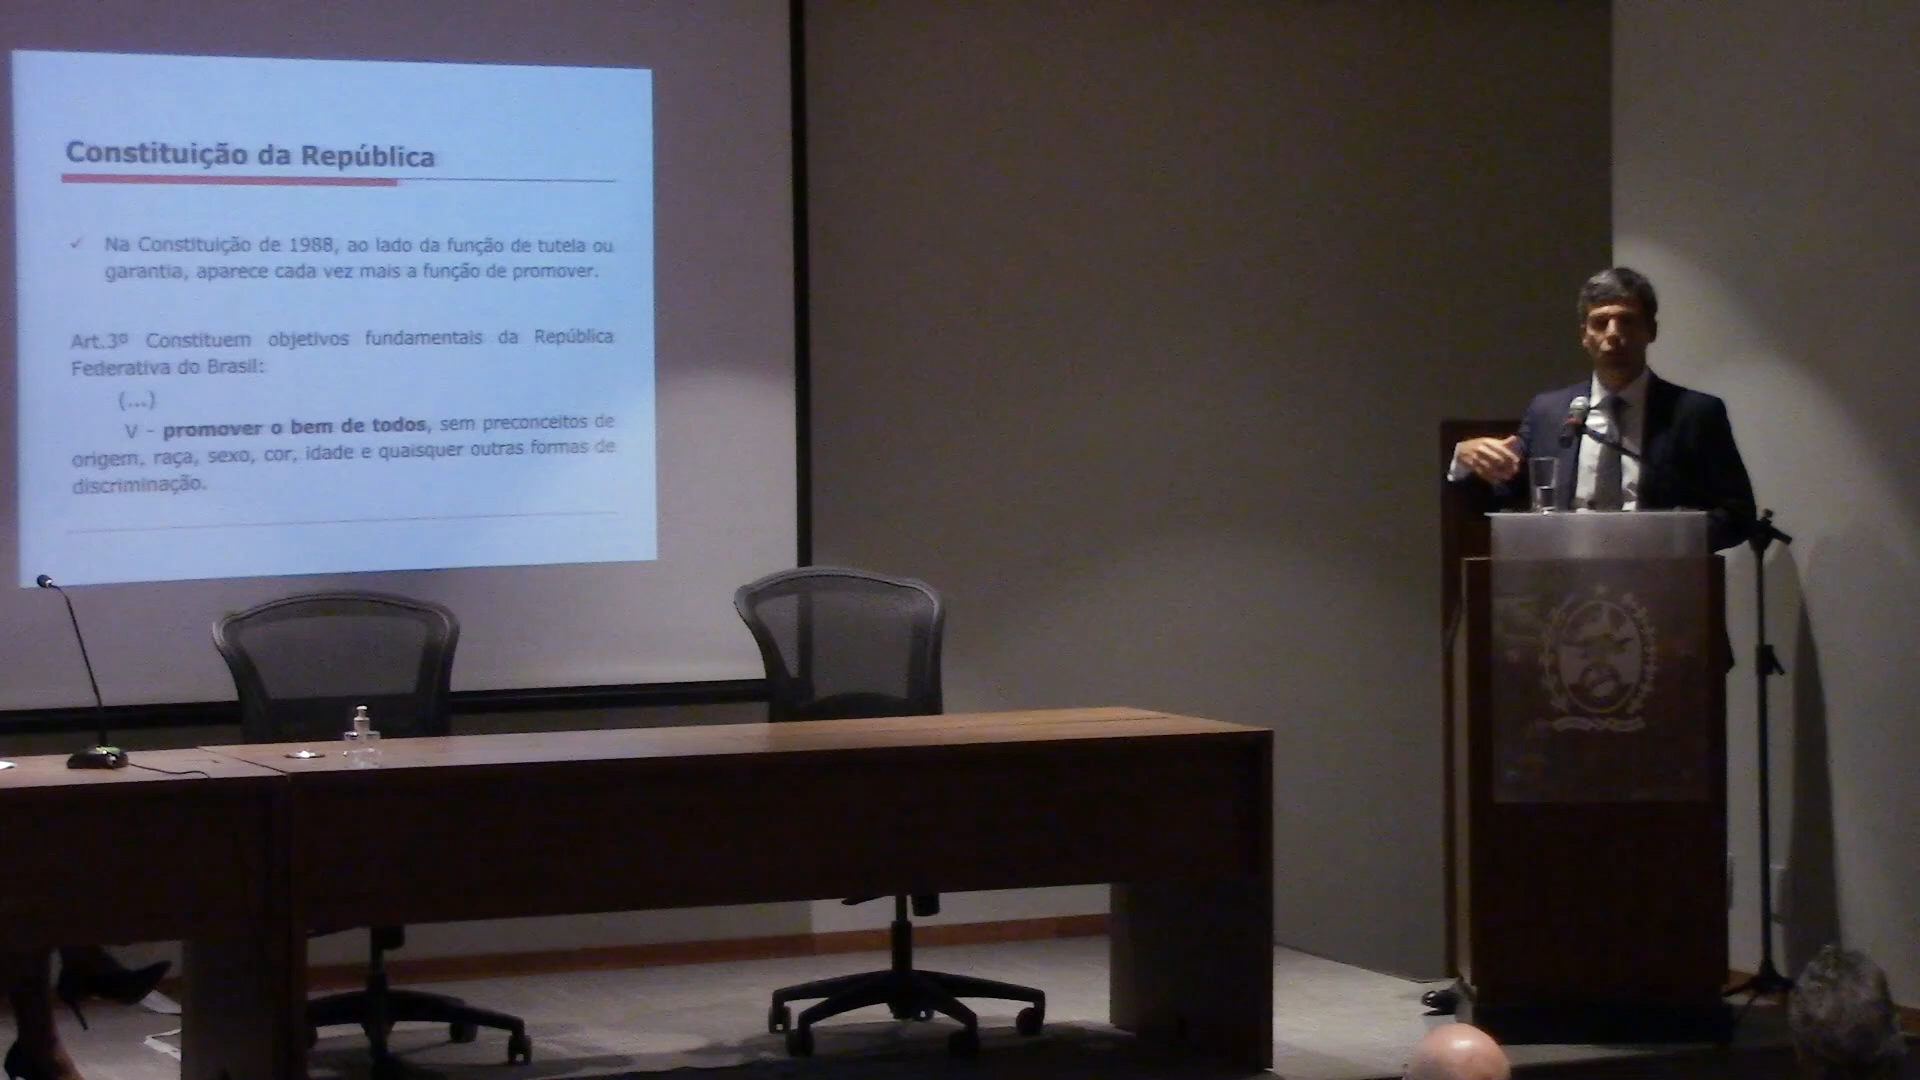 Constituição da República
✓ Na Constituição de 1988, ao lado da função de tutela ou
garantia, aparece cada vez mais a função de promover.
Art.3º Constituem objetivos fundamentais da República
Federativa do Brasil:
(...)
V - promover o bem de todos, sem preconceitos de
origem, raça, sexo, cor, idade e quaisquer outras formas de
discriminação.